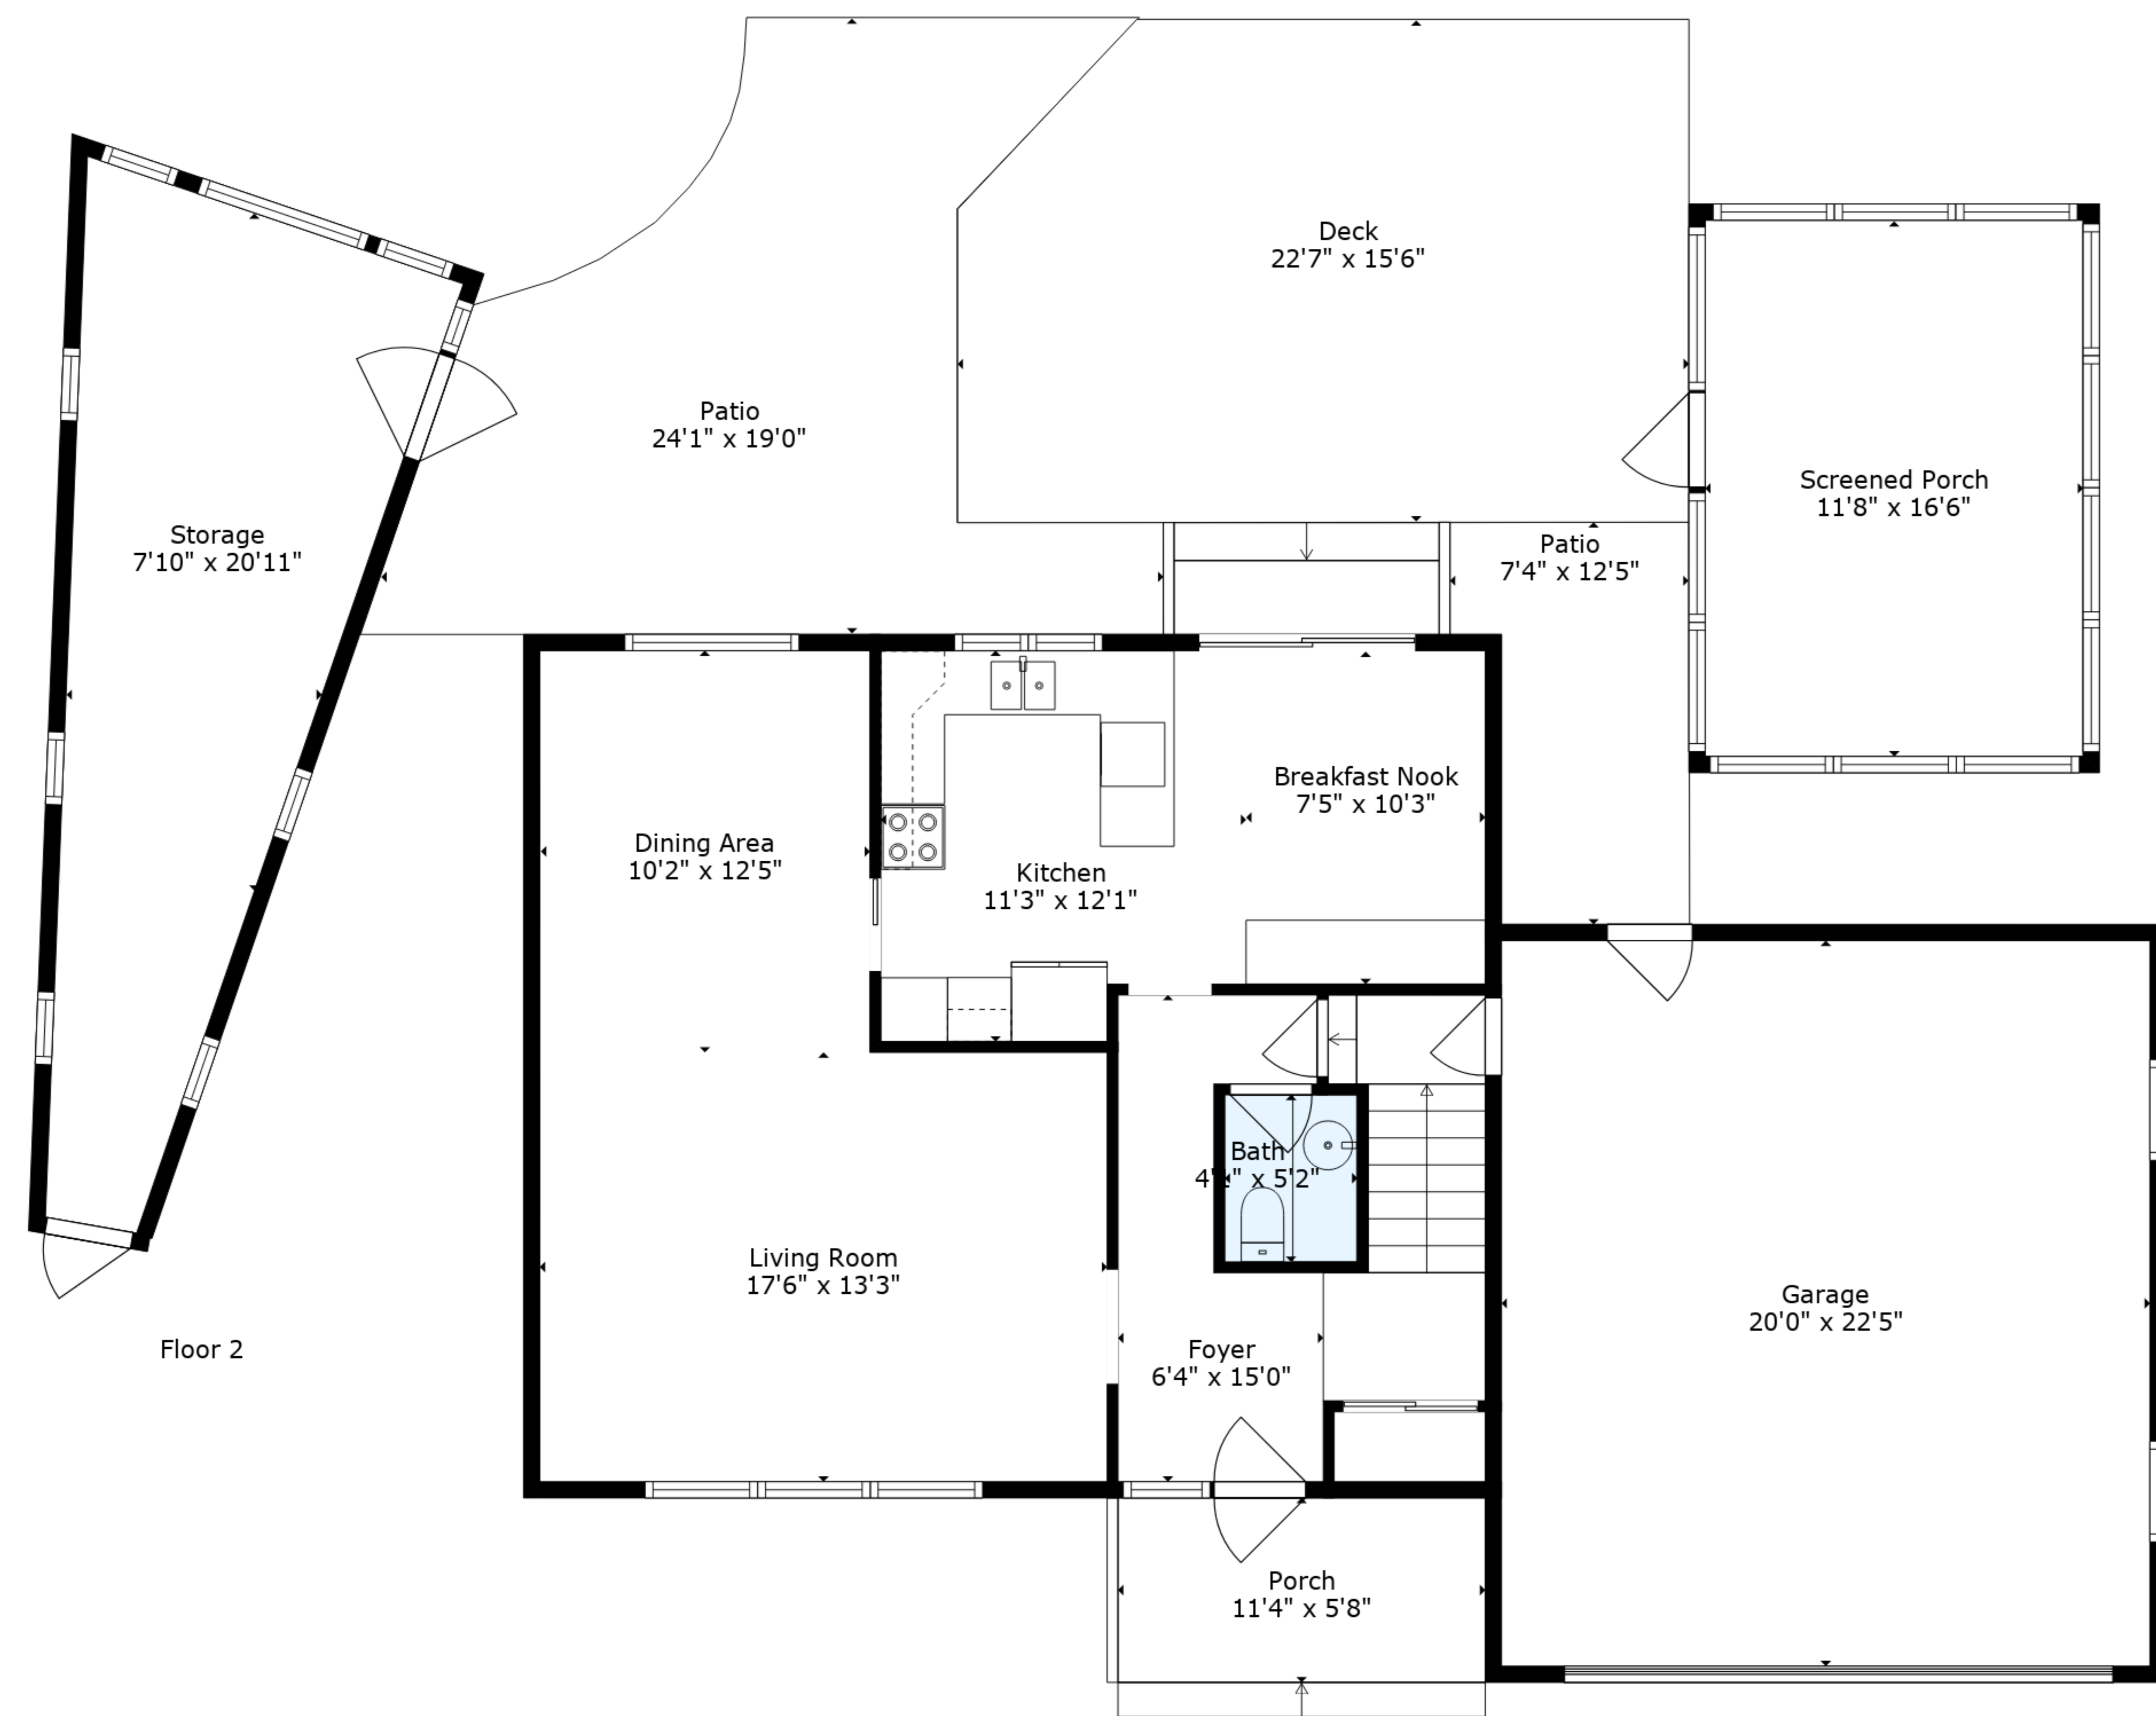 Deck
22'7" x 15'6"
Patio
24'1" x 19'0"
Screened Porch
11'8" x 16'6"
Storage
7'10" x 20'11"
Patio
7'4" x 12'5"
Breakfast Nook
7'5" x 10'3"
Dining Area
10'2" x 12'5"
Kitchen
11'3" x 12'1"
Bath
x 5'2"
Living Room
17'6" x 13'3"
Garage
20'0" x 22'5"
Foyer
6'4" x 15'0"
Floor 2
Porch
11'4" x 5'8"